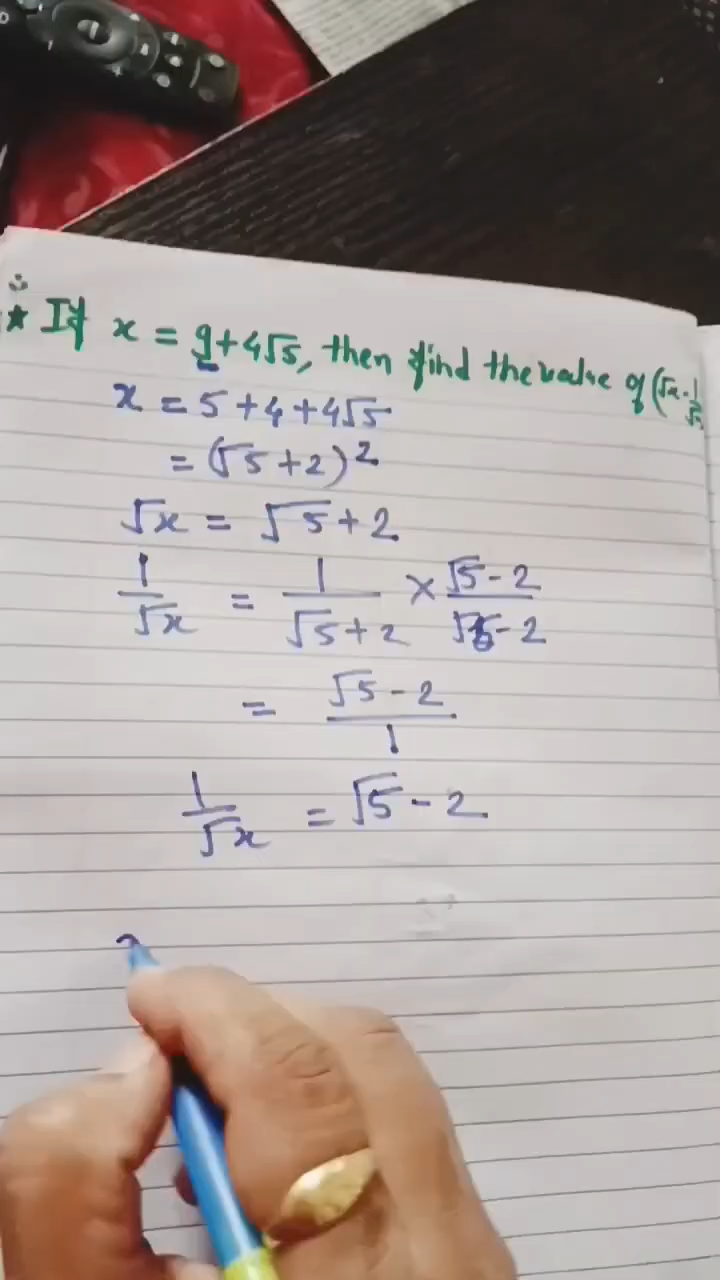 ★ If x = 9+4√5, then find the value of (√x - 1/√x
x = 5+4+4√5
= (√5+2)²
√x = √5+2
1/√x = 1/(√5+2) × (√5-2)/(√5-2)
= (√5-2)/1
1/√x = √5-2